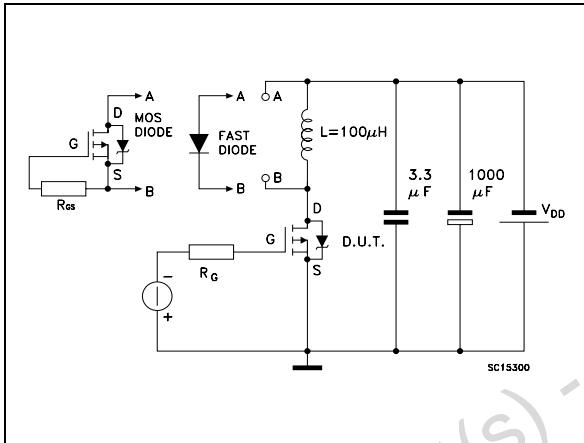 A
D
MOS
DIODE
G
S
B
RGS
A
FAST
DIODE
B
A
L=100μH
B
D
G
D.U.T.
S
RG
-
+
3.3
μF
1000
μF
VDD
SC15300
(s) -